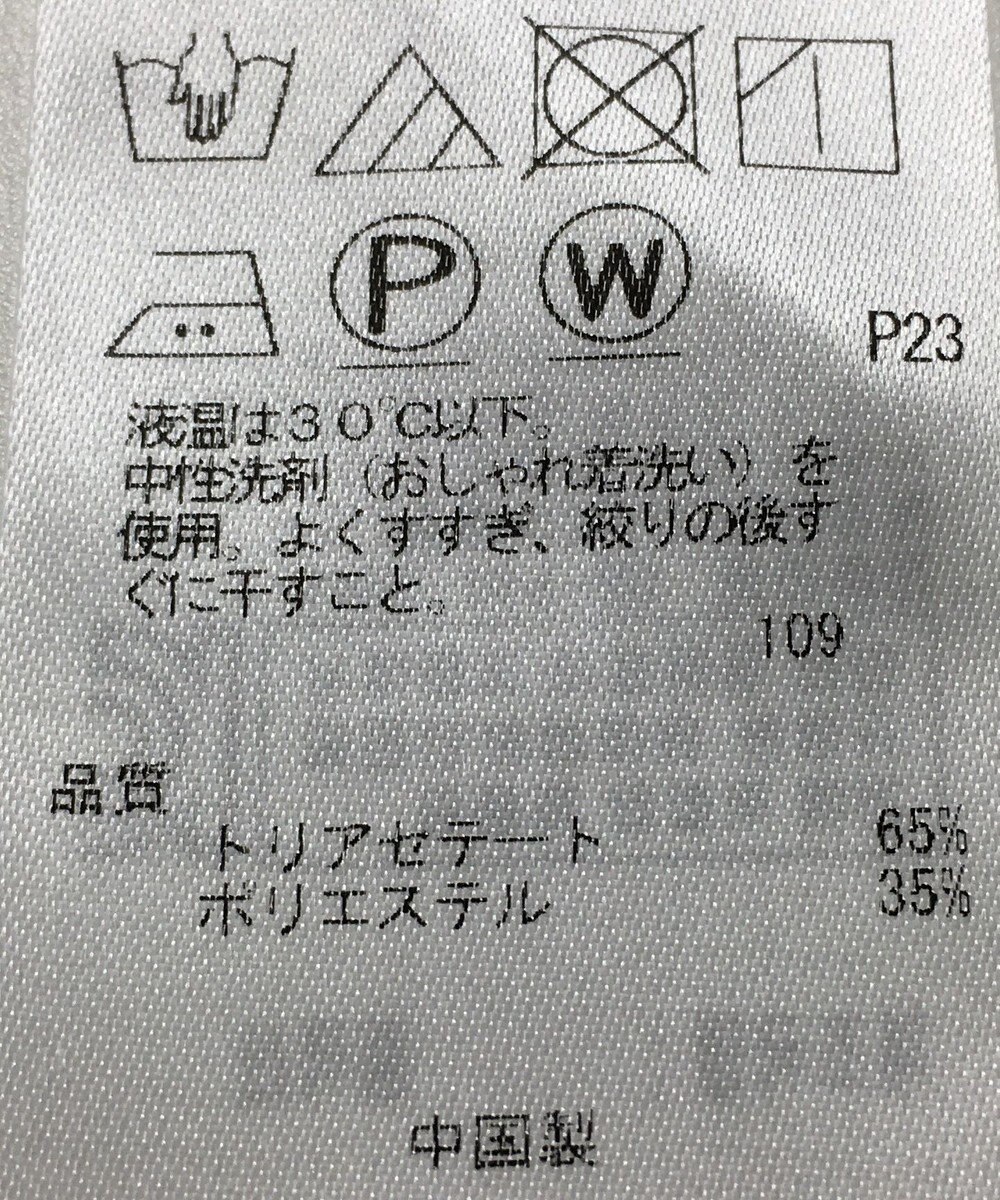 P
W
P23
液温は30℃以下。
中性洗剤（おしゃれ着洗い）を
使用。よくすすぎ、絞りの後す
ぐに干すこと。
109
品質
トリアセテート 65%
ポリエステル 35%
中国製